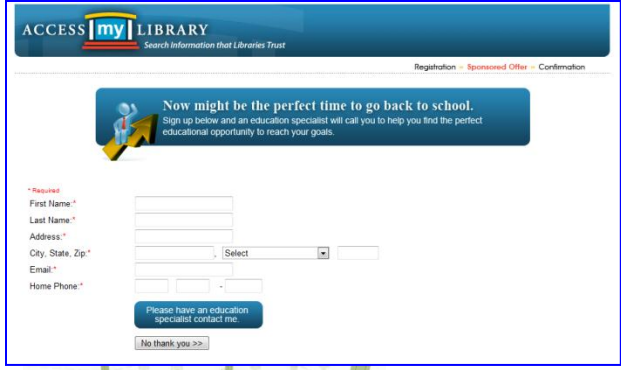 ACCESS my LIBRARY
Search Information that Libraries Trust
Registration - Sponsored Offer - Confirmation
Now might be the perfect time to go back to school.
Sign up below and an education specialist will call you to help you find the perfect
educational opportunity to reach your goals.
* Required
First Name:*
Last Name:*
Address:*
City, State, Zip:* , Select
Email:*
Home Phone:* -
Please have an education
specialist contact me.
No thank you >>